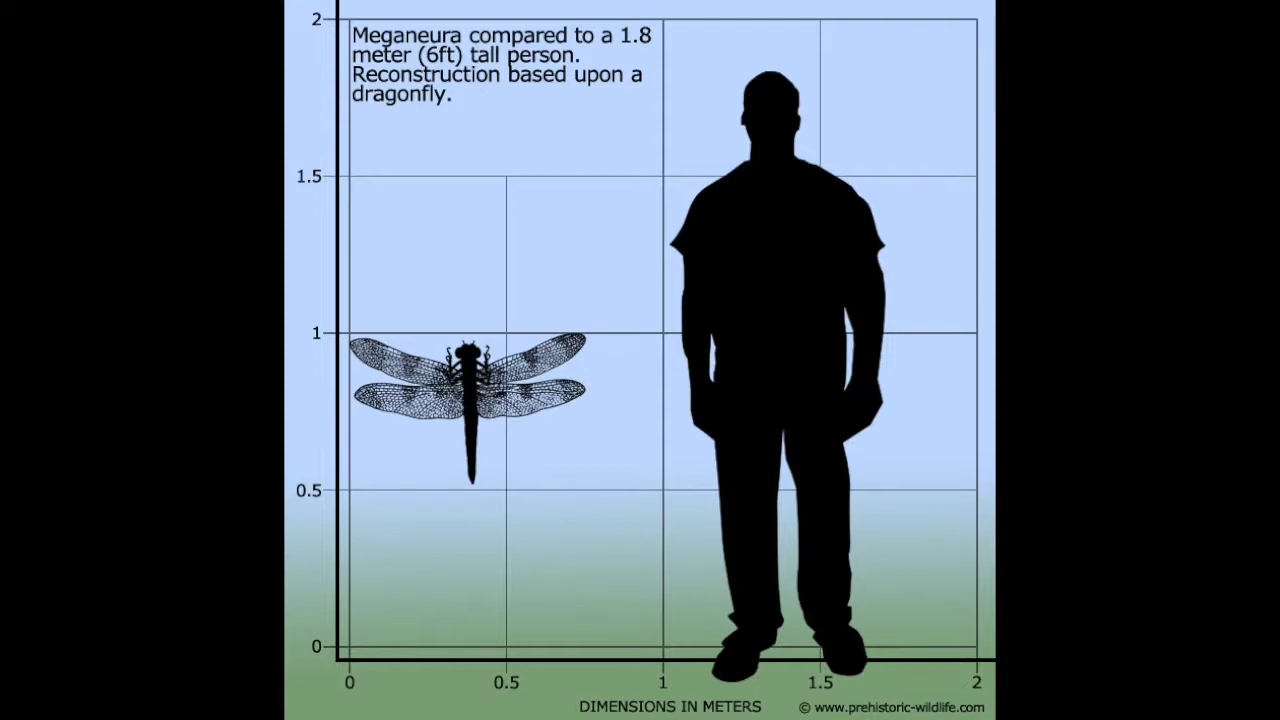 2
Meganeura compared to a 1.8
meter (6ft) tall person.
Reconstruction based upon a
dragonfly.
1.5
1
0.5
0
0 0.5 1 1.5 2
DIMENSIONS IN METERS © www.prehistoric-wildlife.com